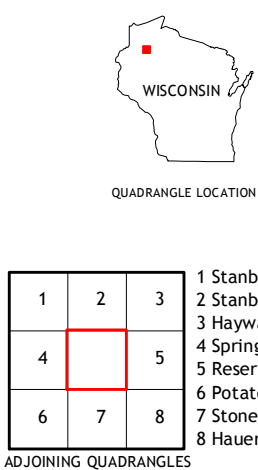 WISCONSIN
QUADRANGLE LOCATION
1 2 3
4 5
6 7 8
1 Stanb
2 Stanb
3 Haywa
4 Spring
5 Reser
6 Potat
7 Stone
8 Hauer
ADJOINING QUADRANGLES